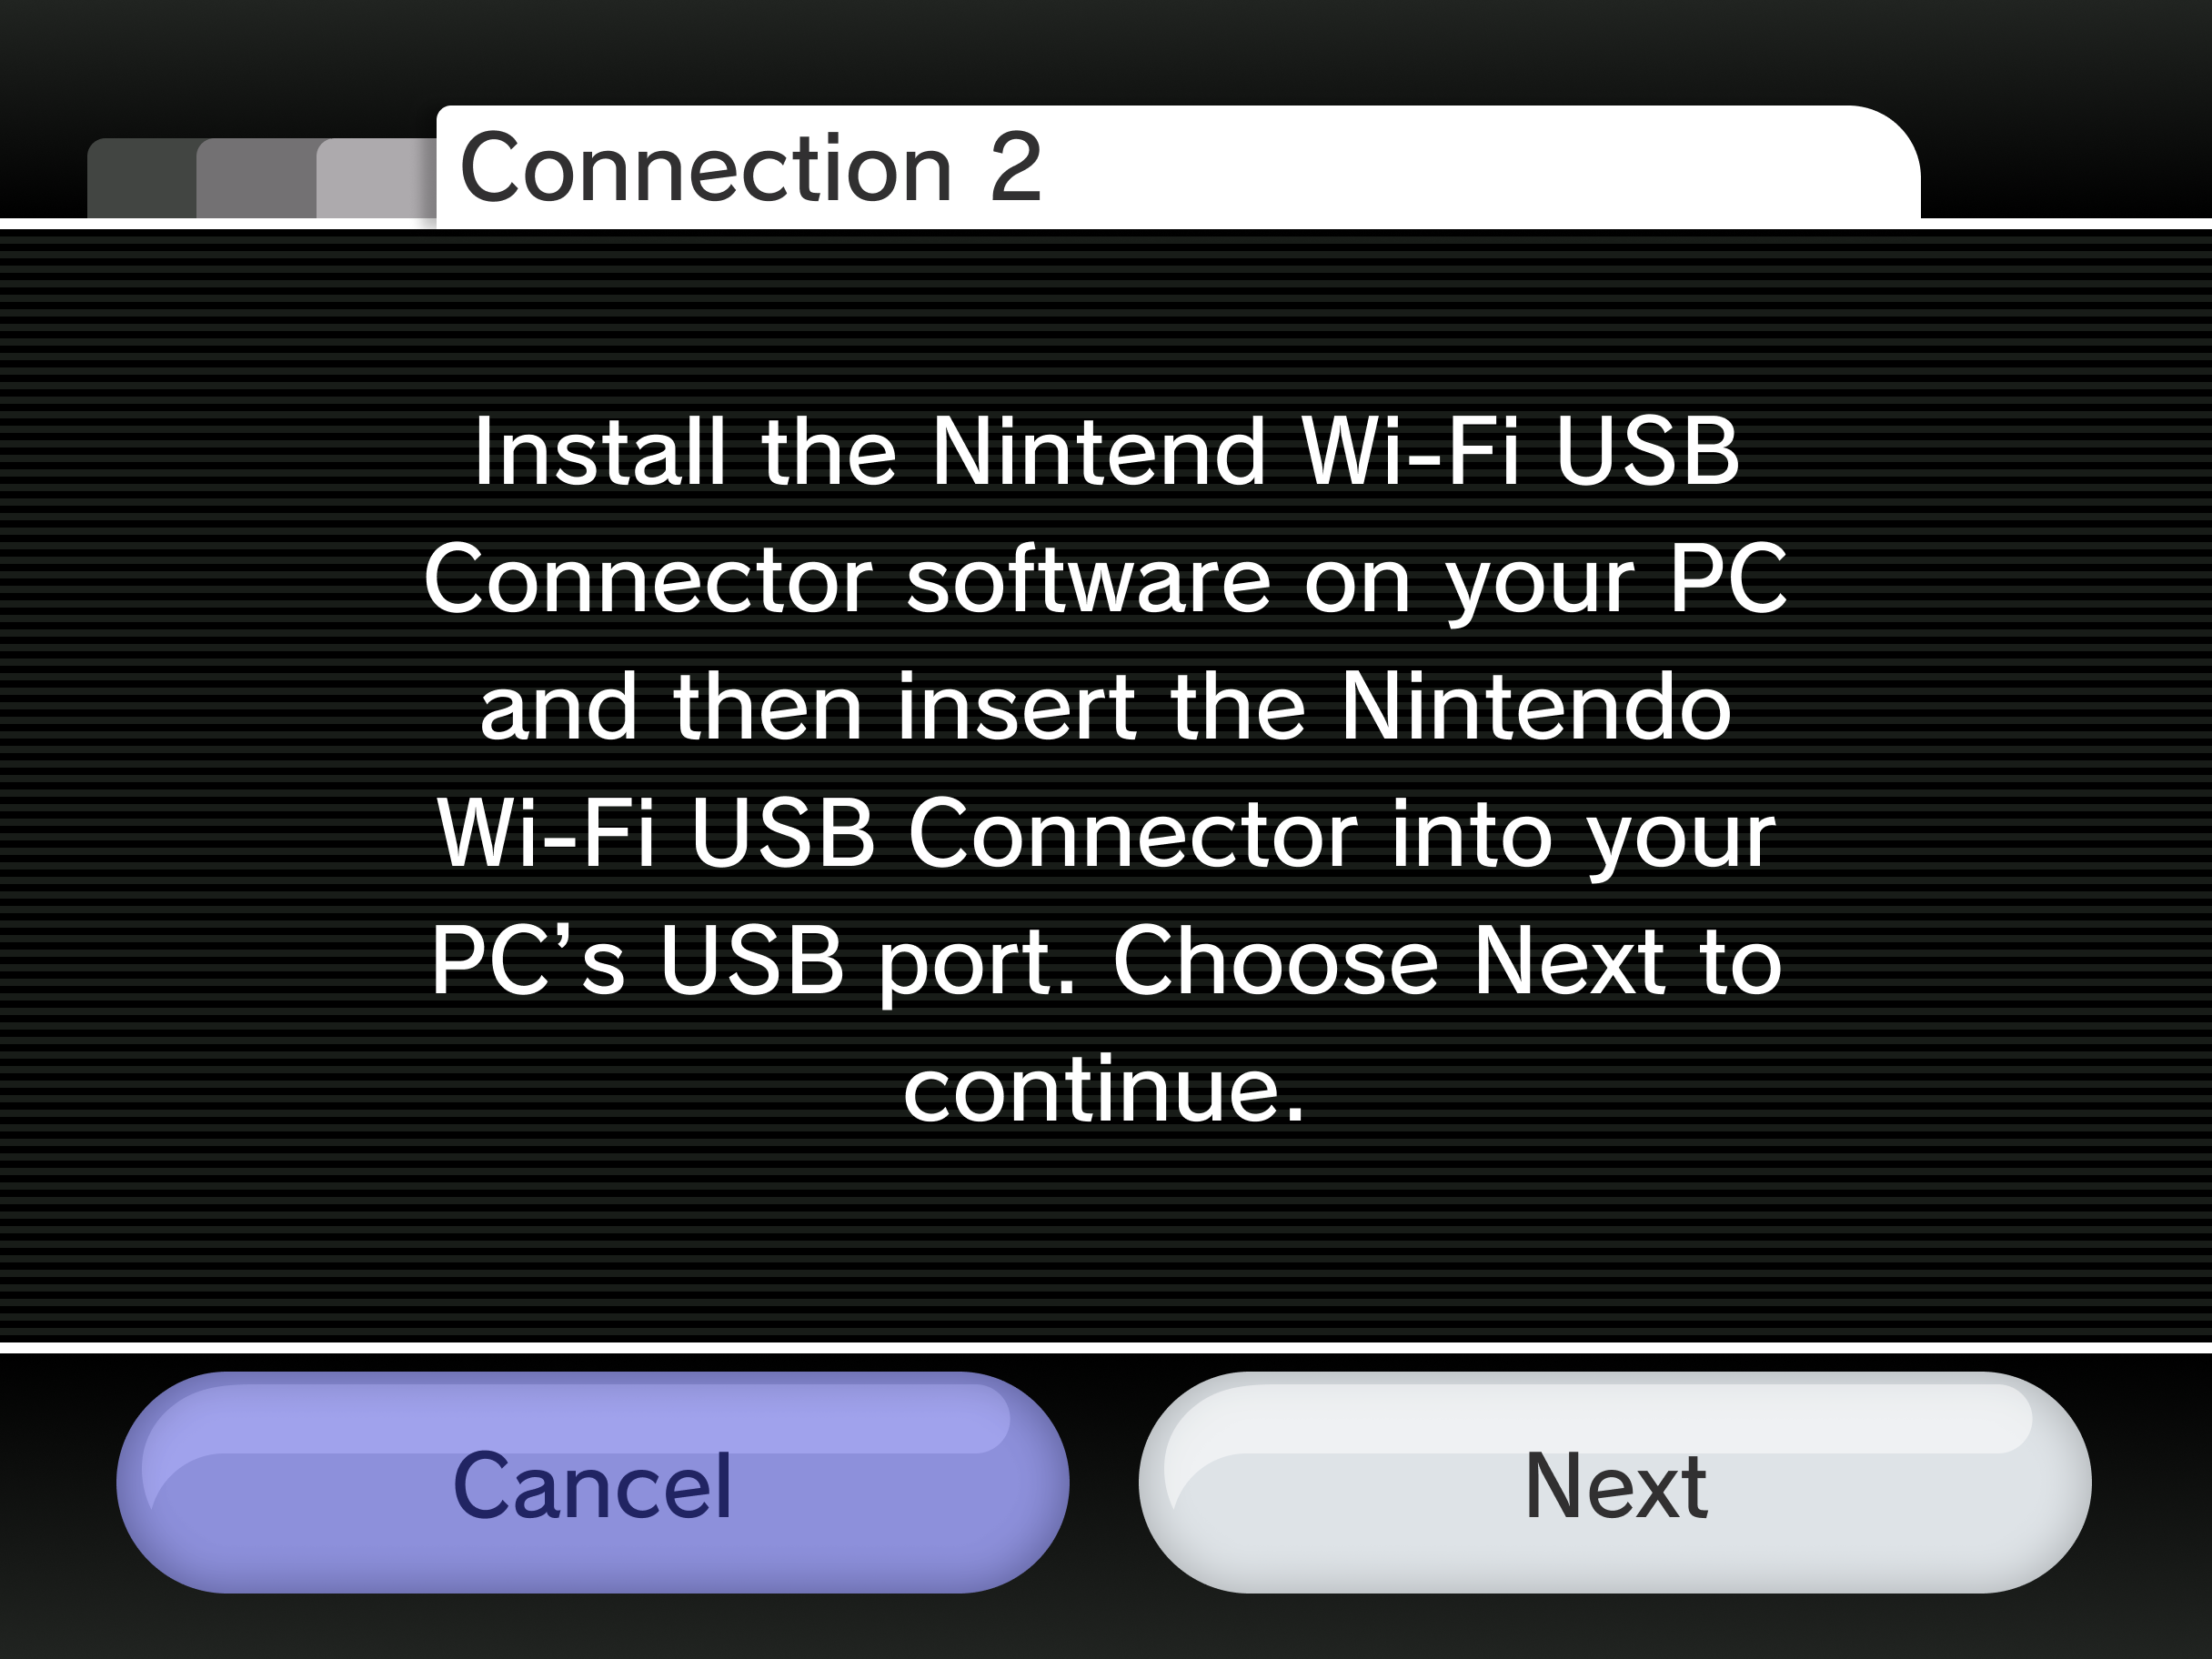 Connection 2
Install the Nintend Wi-Fi USB
Connector software on your PC
and then insert the Nintendo
Wi-Fi USB Connector into your
PC’s USB port. Choose Next to
continue.
Cancel
Next